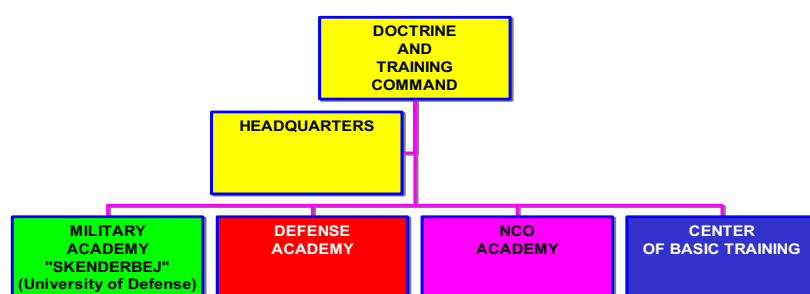 DOCTRINE
AND
TRAINING
COMMAND
HEADQUARTERS
MILITARY
ACADEMY
"SKENDERBEJ"
(University of Defense)
DEFENSE
ACADEMY
NCO
ACADEMY
CENTER
OF BASIC TRAINING